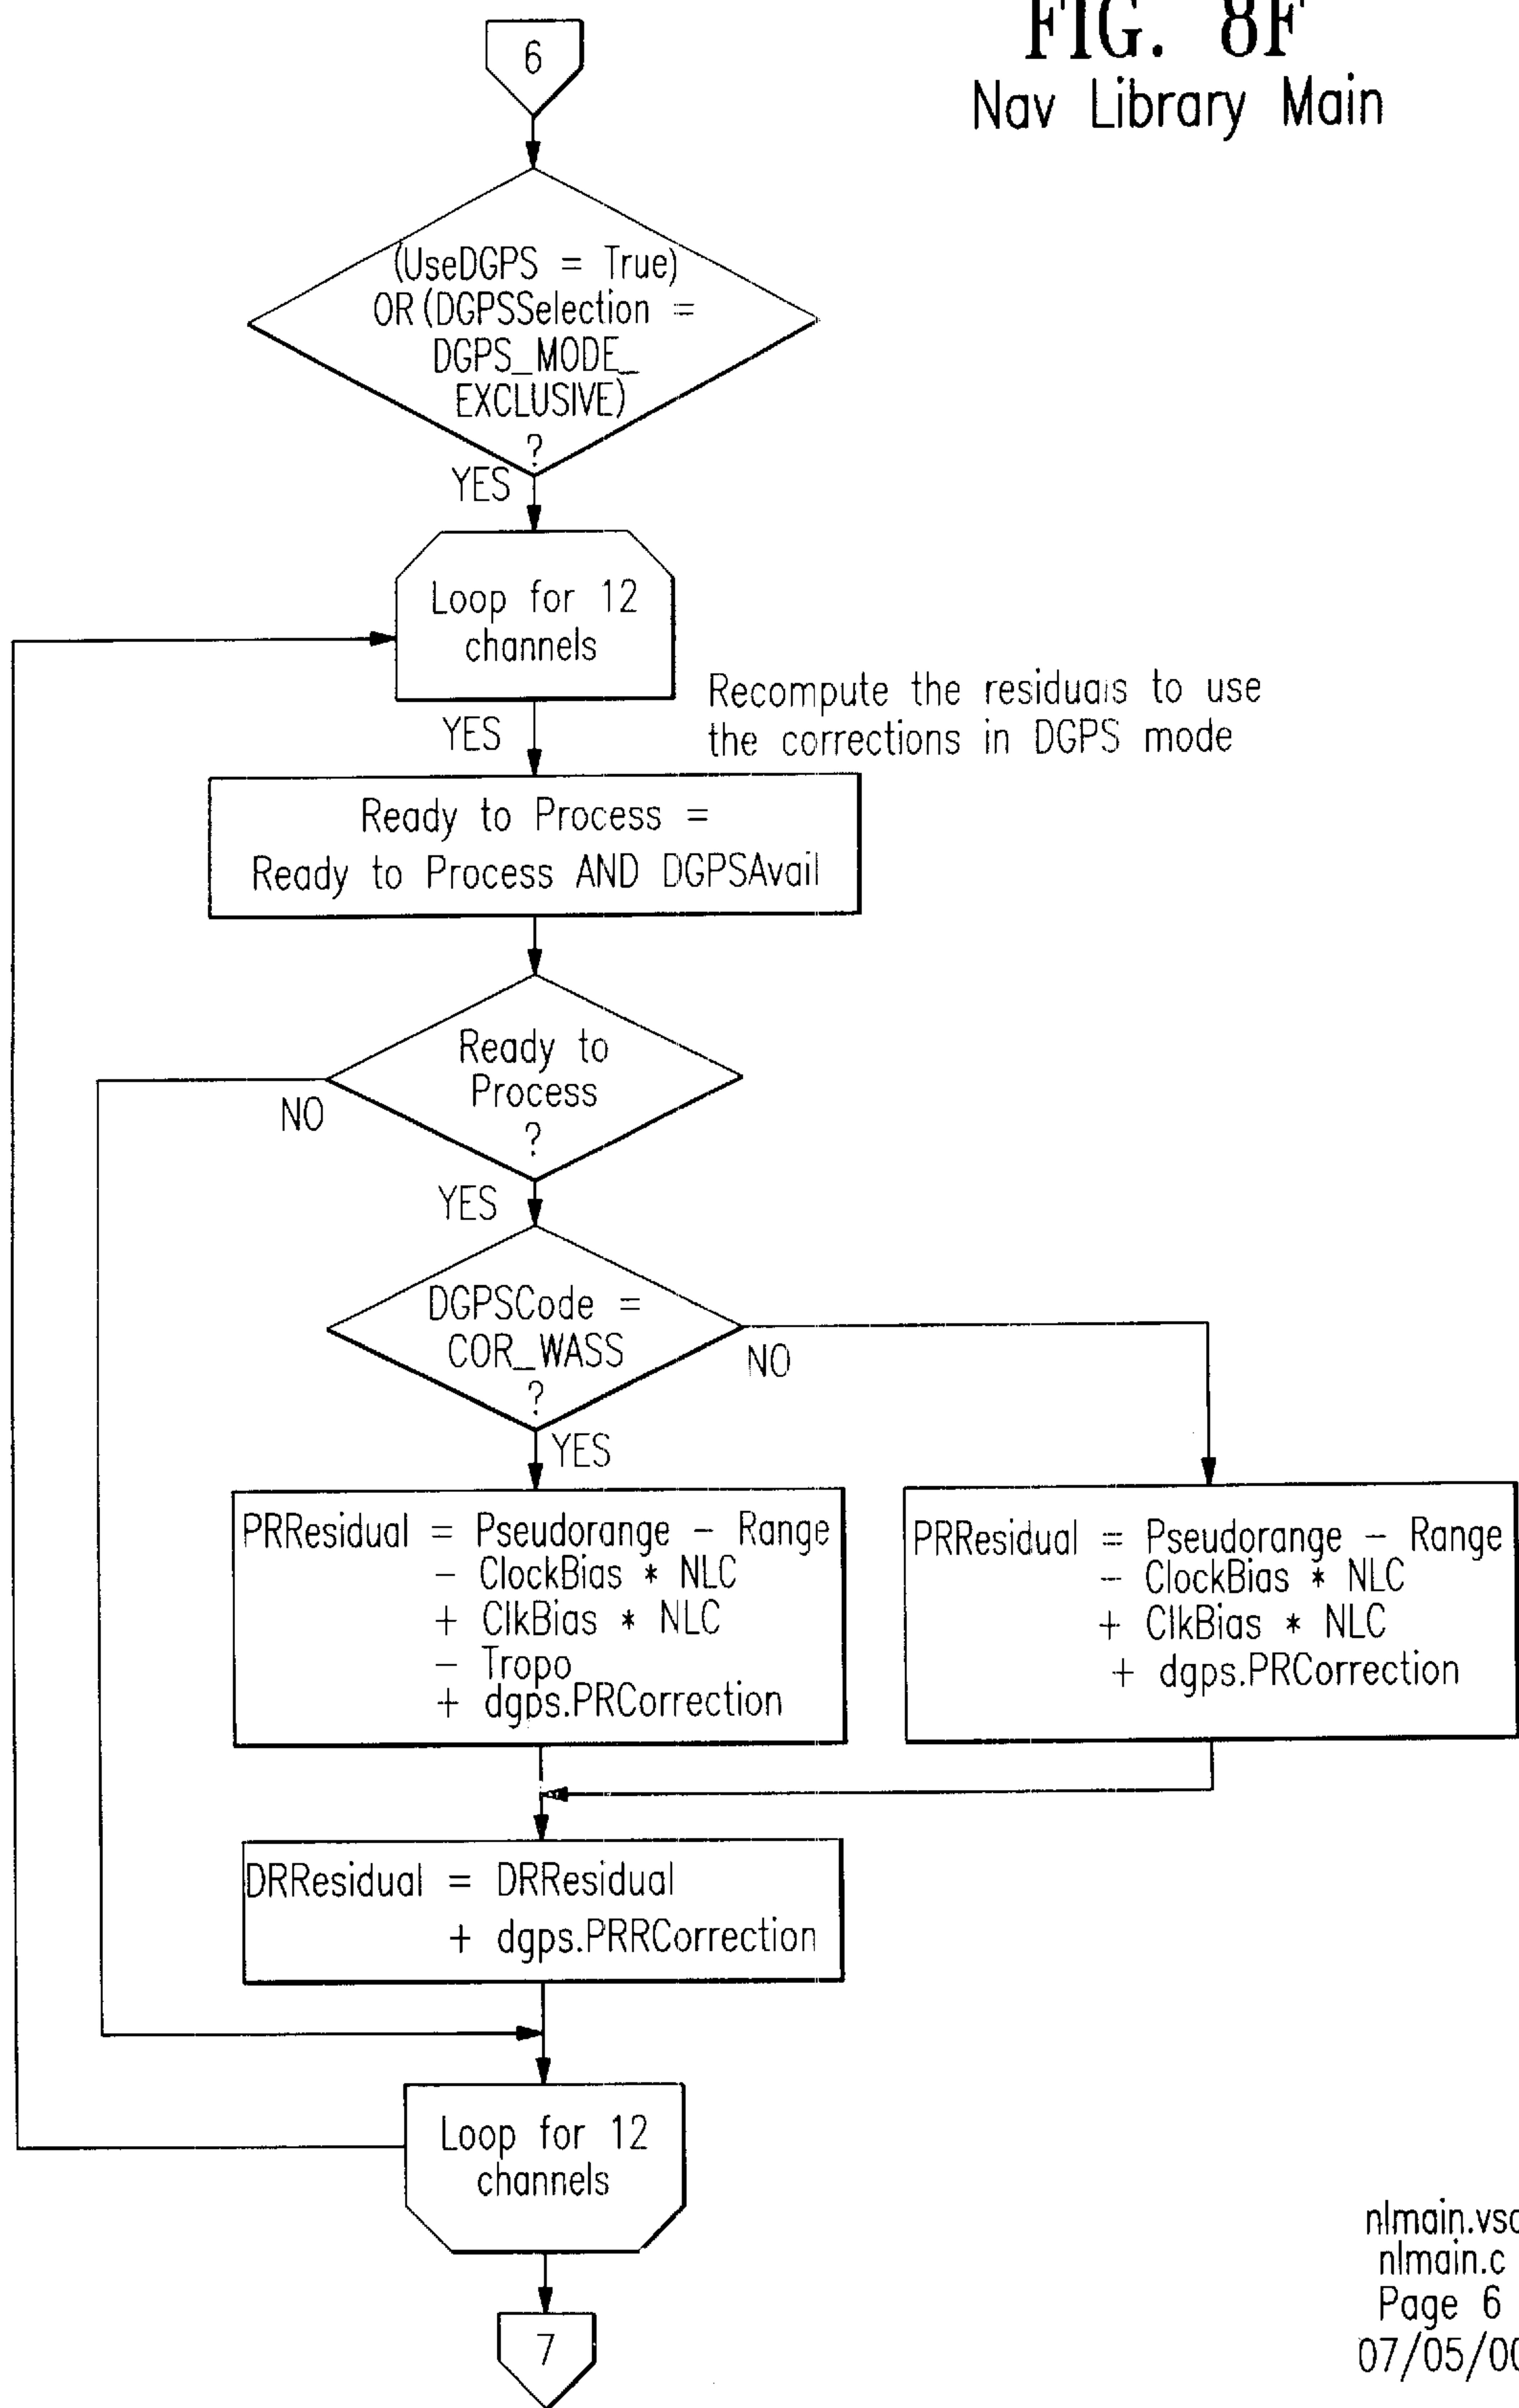 FIG. 8F
Nav Library Main
6
(UseDGPS = True)
OR (DGPSSelection =
DGPS_MODE_
EXCLUSIVE)
?
YES
Loop for 12
channels
Recompute the residuals to use
the corrections in DGPS mode
YES
Ready to Process =
Ready to Process AND DGPSAvail
Ready to
Process
?
NO
YES
DGPSCode =
COR_WASS
?
NO
YES
PRResidual = Pseudorange - Range
- ClockBias * NLC
+ ClkBias * NLC
- Tropo
+ dgps.PRCorrection
PRResidual = Pseudorange - Range
- ClockBias * NLC
+ ClkBias * NLC
+ dgps.PRCorrection
DRResidual = DRResidual
+ dgps.PRRCorrection
Loop for 12
channels
7
nlmain.c
Page 6
07/05/00